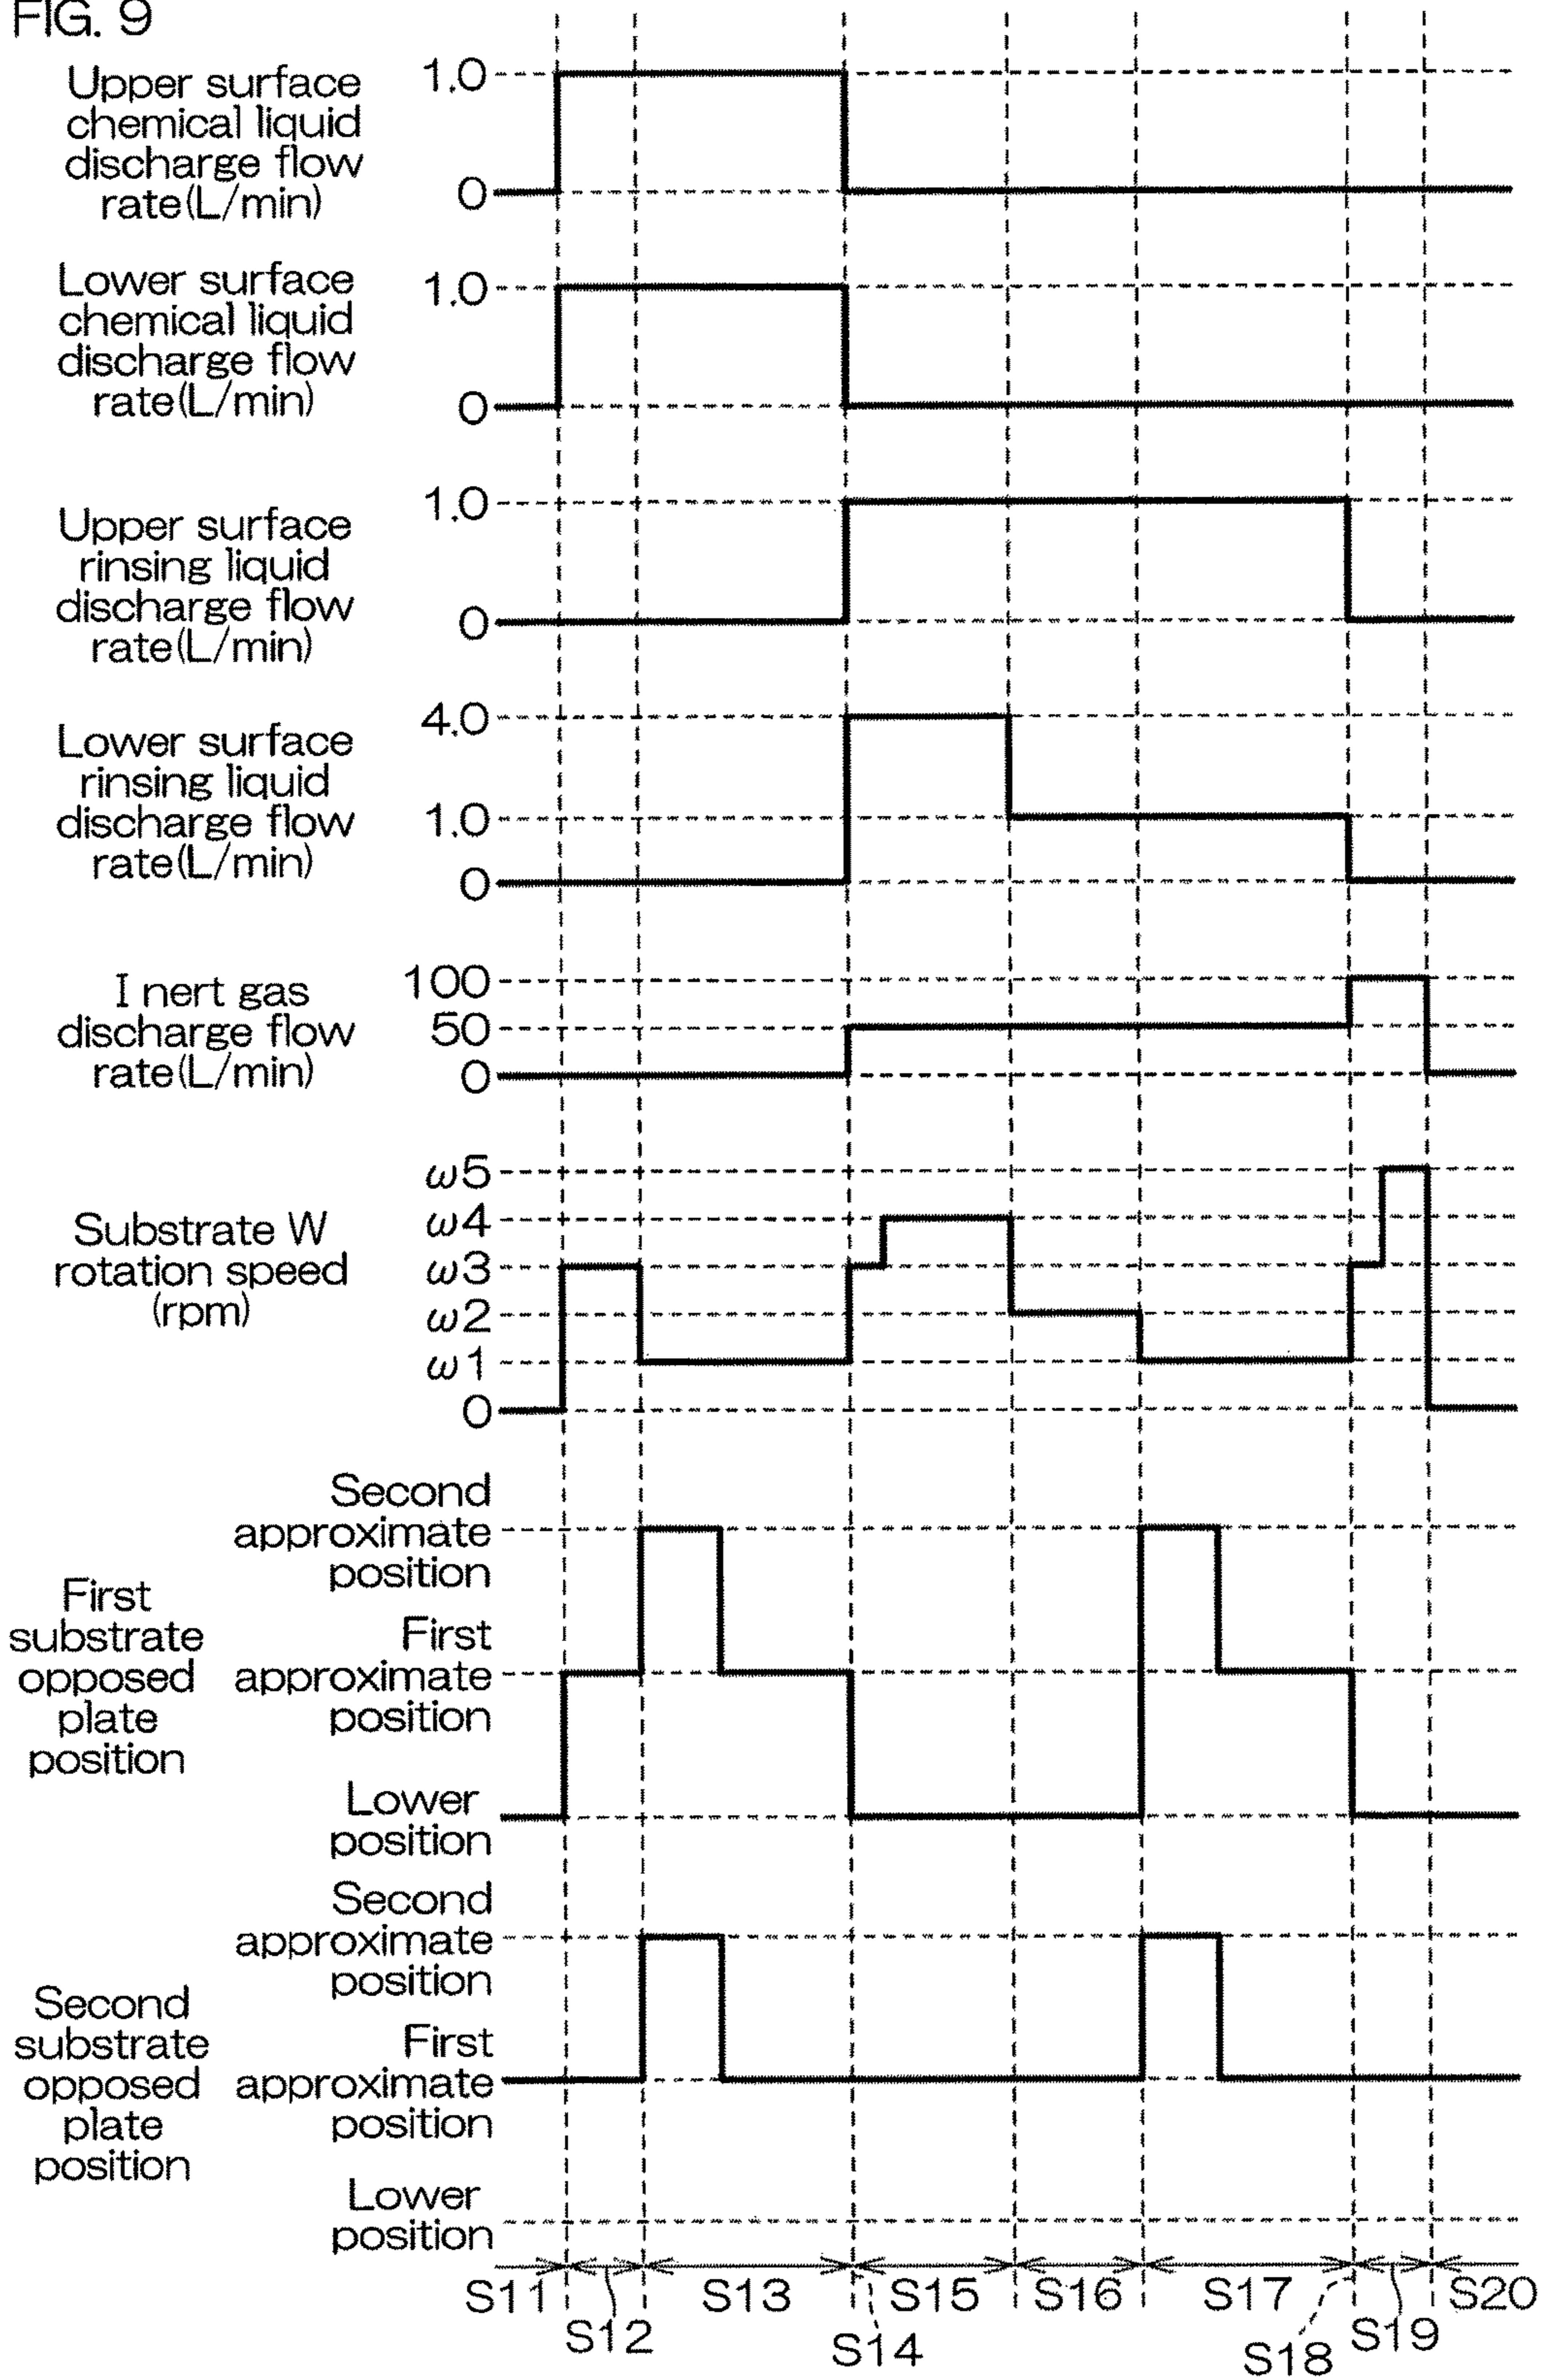 FIG. 9
Upper surface
chemical liquid
discharge flow
rate(L/min)
1.0
0
Lower surface
chemical liquid
discharge flow
rate(L/min)
1.0
0
Upper surface
rinsing liquid
discharge flow
rate(L/min)
1.0
0
Lower surface
rinsing liquid
discharge flow
rate(L/min)
4.0
1.0
0
I nert gas
discharge flow
rate(L/min)
100
50
0
Substrate W
rotation speed
(rpm)
ω5
ω4
ω3
ω2
ω1
0
First
substrate
opposed
plate
position
Second
approximate
position
First
approximate
position
Lower
position
Second
substrate
opposed
plate
position
Second
approximate
position
First
approximate
position
Lower
position
S11 S13 S15 S16 S17 S20
S12 S14 S18 S19